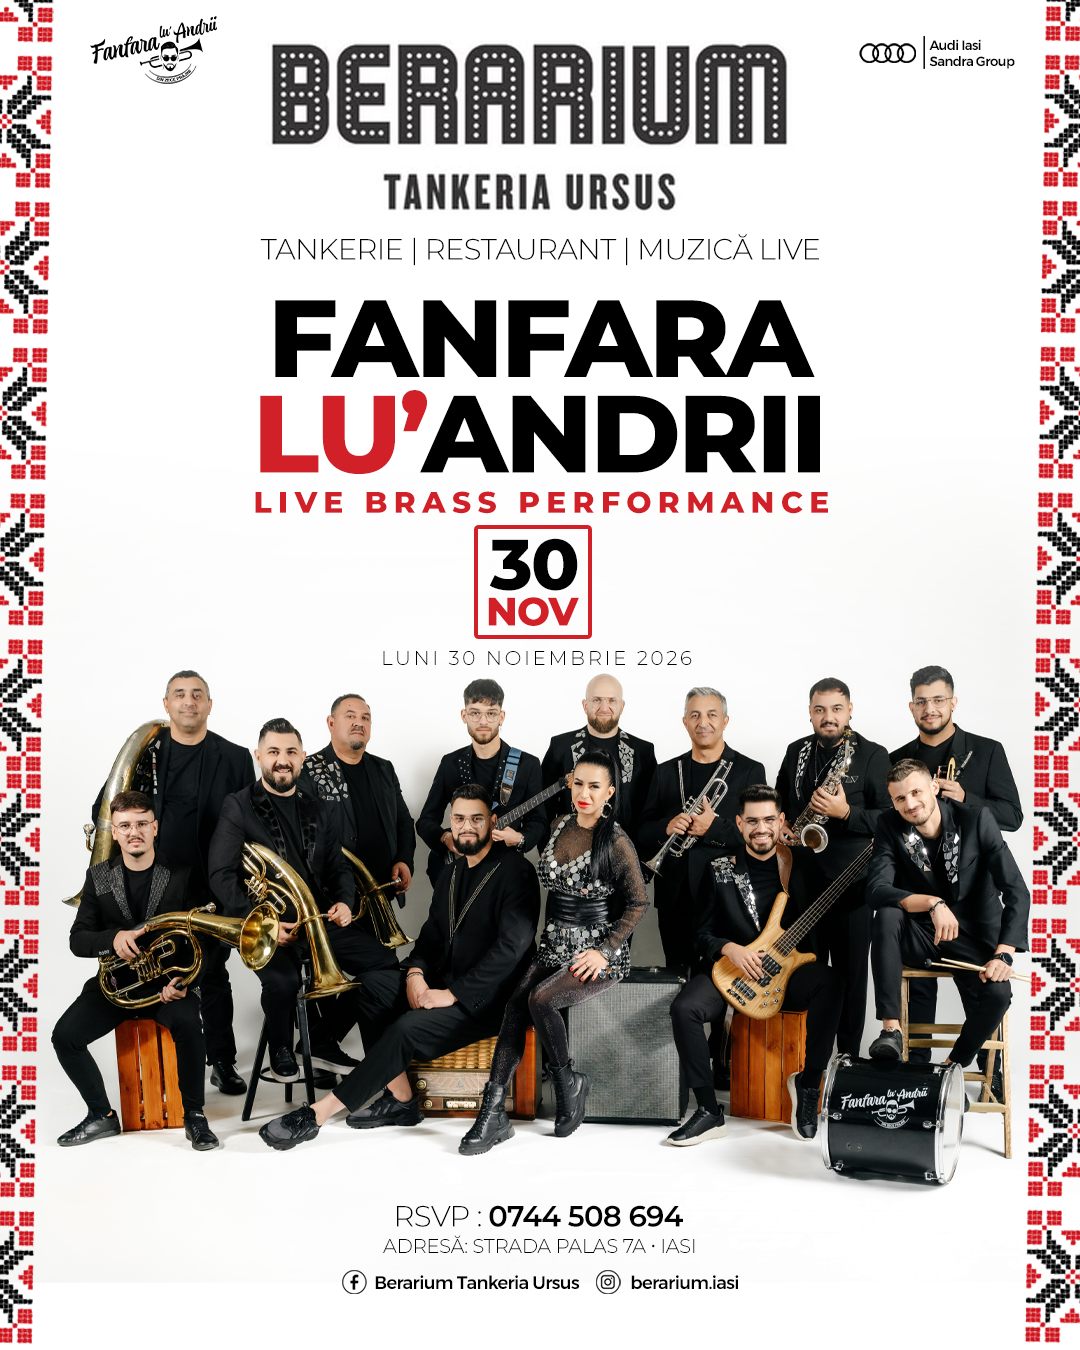 Fanfara lu' Andrii
BERARIUM
Audi Iasi
Sandra Group
TANKERIA URSUS
TANKERIE | RESTAURANT | MUZICĂ LIVE
FANFARA
LU'ANDRII
LIVE BRASS PERFORMANCE
30
NOV
LUNI 30 NOIEMBRIE 2026
Fanfara lu' Andrii
RSVP : 0744 508 694
ADRESĂ: STRADA PALAS 7A • IASI
Berarium Tankeria Ursus berarium.iasi